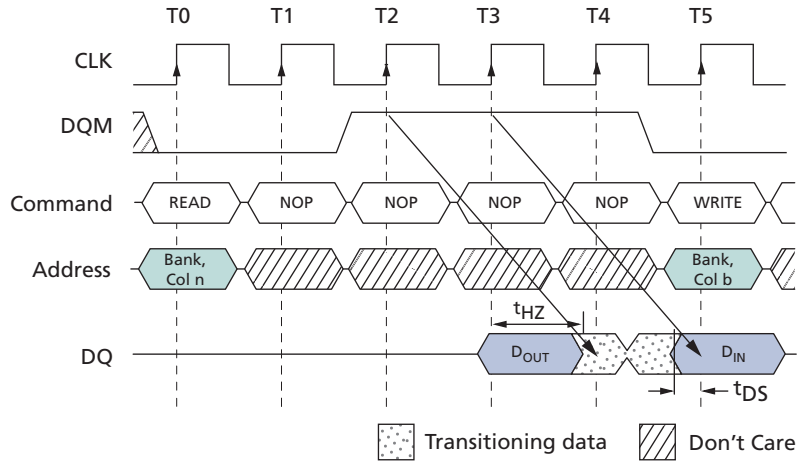 T0 T1 T2 T3 T4 T5
CLK
DQM
Command READ NOP NOP NOP NOP WRITE
Address Bank, Col n Bank, Col b
tHZ
DQ DOUT DIN
tDS
Transitioning data Don't Care